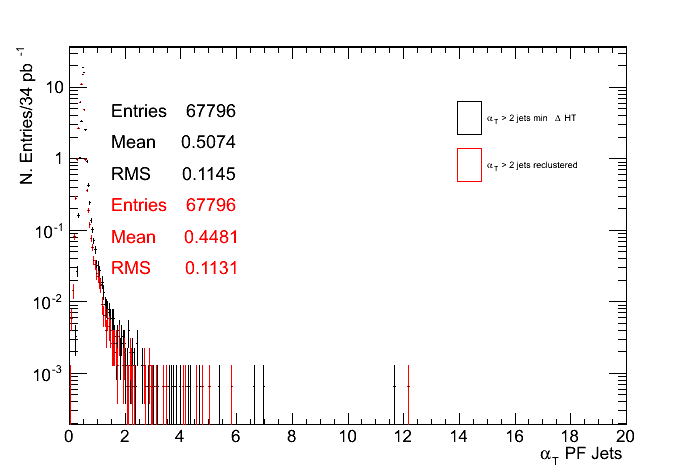 N. Entries/34 pb⁻¹
10
1
10⁻¹
10⁻²
10⁻³
Entries 67796
Mean 0.5074
RMS 0.1145
Entries 67796
Mean 0.4481
RMS 0.1131
α_T > 2 jets min Δ HT
α_T > 2 jets reclustered
0 2 4 6 8 10 12 14 16 18 20
α_T PF Jets